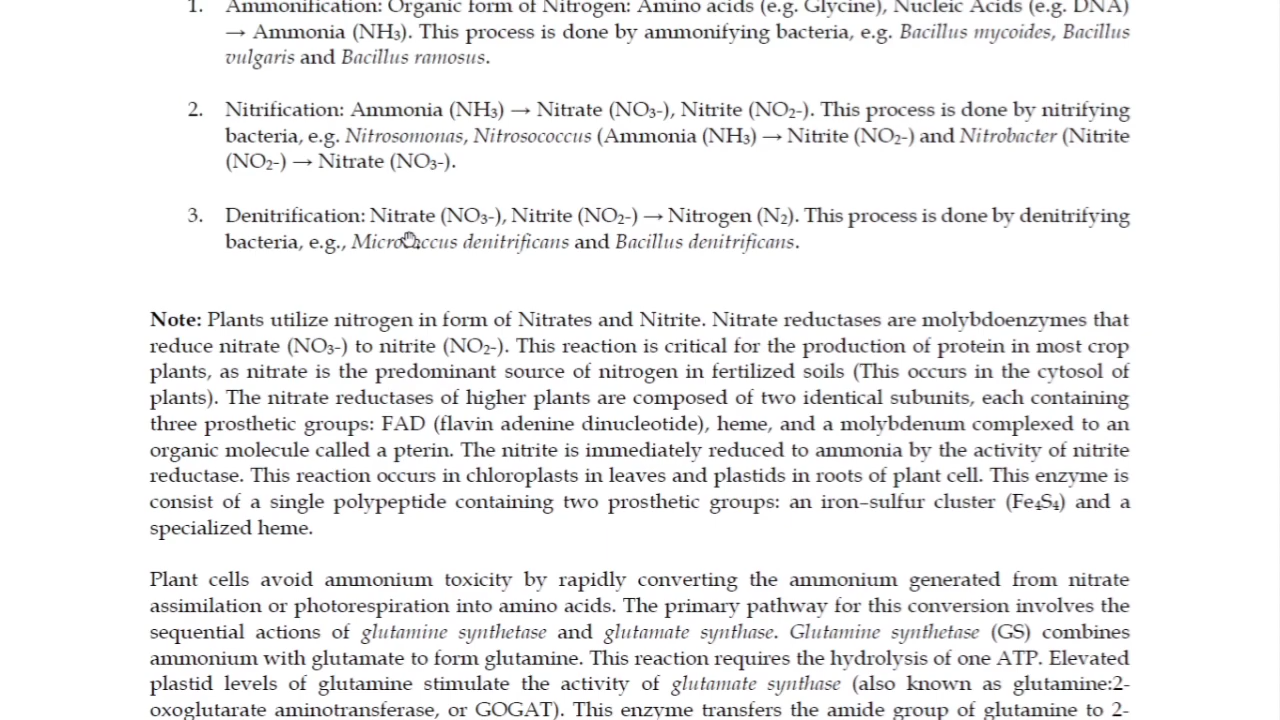 1. Ammonification: Organic form of Nitrogen: Amino acids (e.g. Glycine), Nucleic Acids (e.g. DNA)
→ Ammonia (NH₃). This process is done by ammonifying bacteria, e.g. Bacillus mycoides, Bacillus
vulgaris and Bacillus ramosus.
2. Nitrification: Ammonia (NH₃) → Nitrate (NO₃-), Nitrite (NO₂-). This process is done by nitrifying
bacteria, e.g. Nitrosomonas, Nitrosococcus (Ammonia (NH₃) → Nitrite (NO₂-) and Nitrobacter (Nitrite
(NO₂-) → Nitrate (NO₃-).
3. Denitrification: Nitrate (NO₃-), Nitrite (NO₂-) → Nitrogen (N₂). This process is done by denitrifying
bacteria, e.g., Micrococcus denitrificans and Bacillus denitrificans.
Note: Plants utilize nitrogen in form of Nitrates and Nitrite. Nitrate reductases are molybdoenzymes that
reduce nitrate (NO₃-) to nitrite (NO₂-). This reaction is critical for the production of protein in most crop
plants, as nitrate is the predominant source of nitrogen in fertilized soils (This occurs in the cytosol of
plants). The nitrate reductases of higher plants are composed of two identical subunits, each containing
three prosthetic groups: FAD (flavin adenine dinucleotide), heme, and a molybdenum complexed to an
organic molecule called a pterin. The nitrite is immediately reduced to ammonia by the activity of nitrite
reductase. This reaction occurs in chloroplasts in leaves and plastids in roots of plant cell. This enzyme is
consist of a single polypeptide containing two prosthetic groups: an iron–sulfur cluster (Fe₄S₄) and a
specialized heme.
Plant cells avoid ammonium toxicity by rapidly converting the ammonium generated from nitrate
assimilation or photorespiration into amino acids. The primary pathway for this conversion involves the
sequential actions of glutamine synthetase and glutamate synthase. Glutamine synthetase (GS) combines
ammonium with glutamate to form glutamine. This reaction requires the hydrolysis of one ATP. Elevated
plastid levels of glutamine stimulate the activity of glutamate synthase (also known as glutamine:2-
oxoglutarate aminotransferase, or GOGAT). This enzyme transfers the amide group of glutamine to 2-